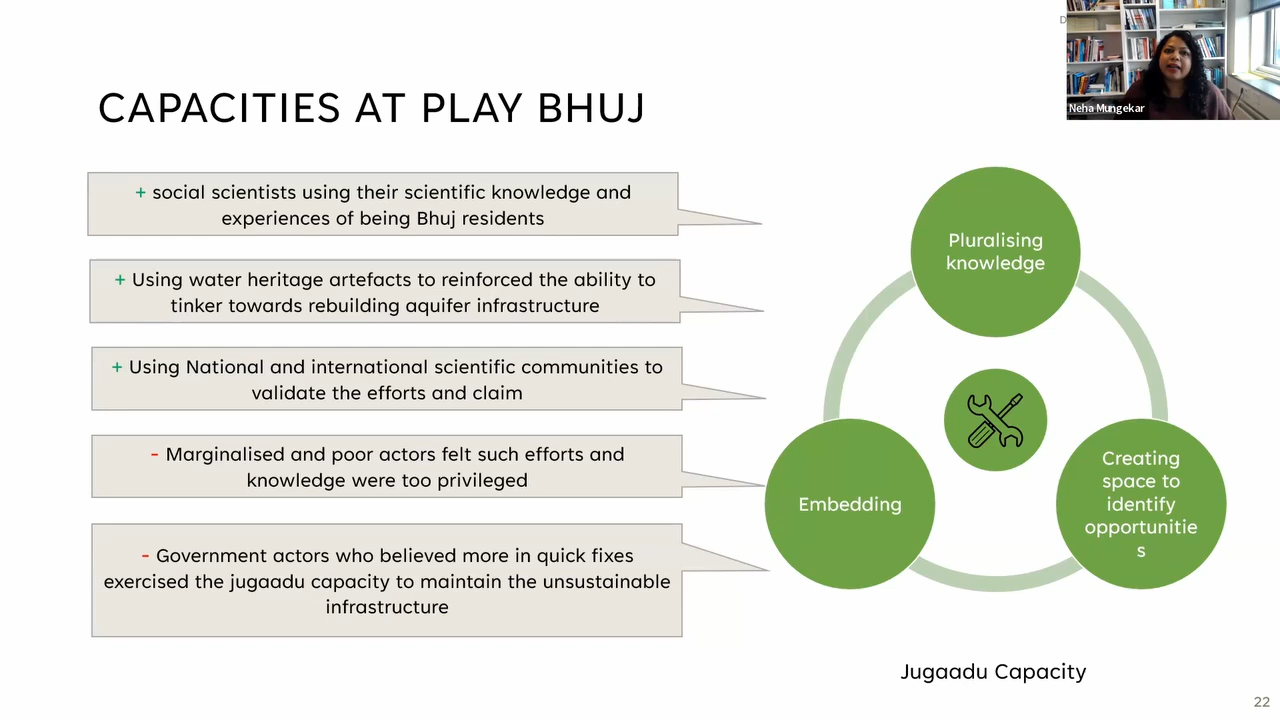 D
Neha Mungekar
CAPACITIES AT PLAY BHUJ
+ social scientists using their scientific knowledge and
experiences of being Bhuj residents
+ Using water heritage artefacts to reinforced the ability to
tinker towards rebuilding aquifer infrastructure
+ Using National and international scientific communities to
validate the efforts and claim
- Marginalised and poor actors felt such efforts and
knowledge were too privileged
- Government actors who believed more in quick fixes
exercised the jugaadu capacity to maintain the unsustainable
infrastructure
Pluralising
knowledge
Embedding
Creating
space to
identify
opportunitie
s
Jugaadu Capacity
22